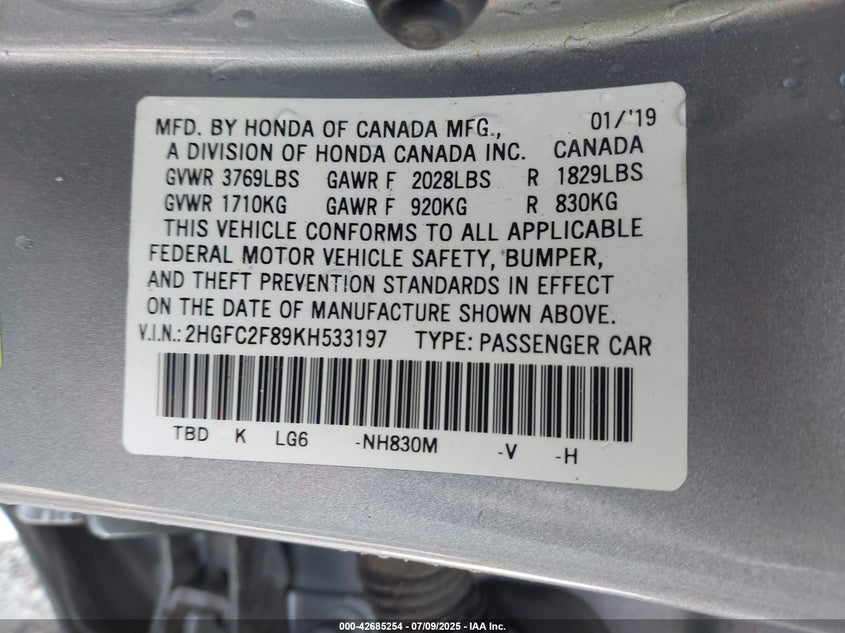 MFD. BY HONDA OF CANADA MFG., 01/'19
A DIVISION OF HONDA CANADA INC. CANADA
GVWR 3769LBS GAWR F 2028LBS R 1829LBS
GVWR 1710KG GAWR F 920KG R 830KG
THIS VEHICLE CONFORMS TO ALL APPLICABLE
FEDERAL MOTOR VEHICLE SAFETY, BUMPER,
AND THEFT PREVENTION STANDARDS IN EFFECT
ON THE DATE OF MANUFACTURE SHOWN ABOVE.
V.I.N.: 2HGFC2F89KH533197 TYPE: PASSENGER CAR
TBD K LG6 -NH830M -V -H
000-42685254 | 07/09/2025 - IAA Inc.